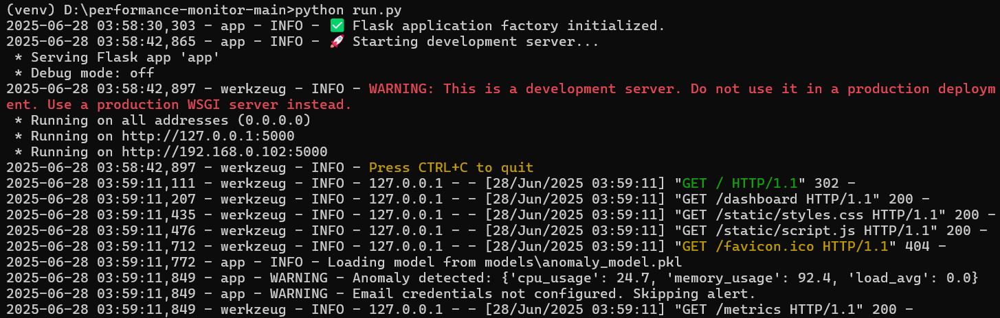 (venv) D:\performance-monitor-main>python run.py
2025-06-28 03:58:30,303 - app - INFO - ✅ Flask application factory initialized.
2025-06-28 03:58:42,865 - app - INFO - 🚀 Starting development server...
 * Serving Flask app 'app'
 * Debug mode: off
2025-06-28 03:58:42,897 - werkzeug - INFO - WARNING: This is a development server. Do not use it in a production deploym
ent. Use a production WSGI server instead.
 * Running on all addresses (0.0.0.0)
 * Running on http://127.0.0.1:5000
 * Running on http://192.168.0.102:5000
2025-06-28 03:58:42,897 - werkzeug - INFO - Press CTRL+C to quit
2025-06-28 03:59:11,111 - werkzeug - INFO - 127.0.0.1 - - [28/Jun/2025 03:59:11] "GET / HTTP/1.1" 302 -
2025-06-28 03:59:11,207 - werkzeug - INFO - 127.0.0.1 - - [28/Jun/2025 03:59:11] "GET /dashboard HTTP/1.1" 200 -
2025-06-28 03:59:11,435 - werkzeug - INFO - 127.0.0.1 - - [28/Jun/2025 03:59:11] "GET /static/styles.css HTTP/1.1" 200 -
2025-06-28 03:59:11,476 - werkzeug - INFO - 127.0.0.1 - - [28/Jun/2025 03:59:11] "GET /static/script.js HTTP/1.1" 200 -
2025-06-28 03:59:11,712 - werkzeug - INFO - 127.0.0.1 - - [28/Jun/2025 03:59:11] "GET /favicon.ico HTTP/1.1" 404 -
2025-06-28 03:59:11,772 - app - INFO - Loading model from models\anomaly_model.pkl
2025-06-28 03:59:11,849 - app - WARNING - Anomaly detected: {'cpu_usage': 24.7, 'memory_usage': 92.4, 'load_avg': 0.0}
2025-06-28 03:59:11,849 - app - WARNING - Email credentials not configured. Skipping alert.
2025-06-28 03:59:11,849 - werkzeug - INFO - 127.0.0.1 - - [28/Jun/2025 03:59:11] "GET /metrics HTTP/1.1" 200 -